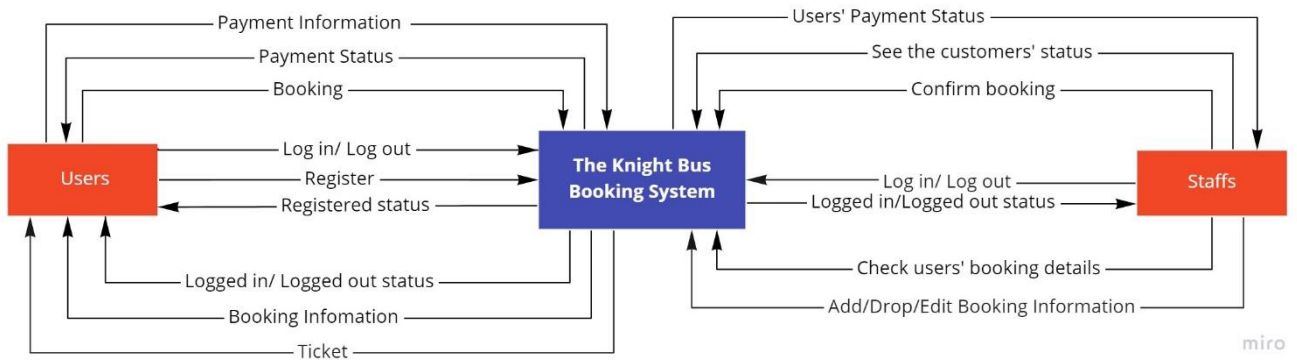 Payment Information
Users' Payment Status
Payment Status
See the customers' status
Booking
Confirm booking
Users
Log in/ Log out
The Knight Bus
Booking System
Register
Log in/ Log out
Staffs
Registered status
Logged in/Logged out status
Logged in/ Logged out status
Check users' booking details
Booking Infomation
Add/Drop/Edit Booking Information
Ticket
miro